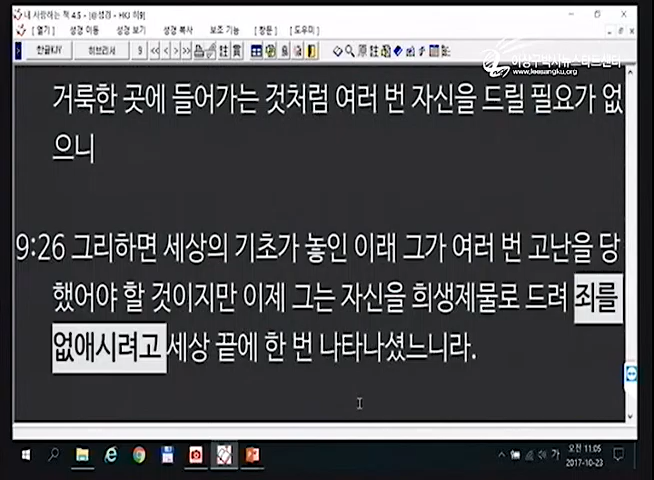 내 사랑하는 책 4.5 - [@성경 - HKJ 히9]
[열기] 성경 이동 성경 보기 성경 복사 보조 기능 [창문] [도우미]
한글KJV 히브리서 9
www.leesangku.org
거룩한 곳에 들어가는 것처럼 여러 번 자신을 드릴 필요가 없
으니
9:26 그리하면 세상의 기초가 놓인 이래 그가 여러 번 고난을 당
했어야 할 것이지만 이제 그는 자신을 희생제물로 드려 죄를
없애시려고 세상 끝에 한 번 나타나셨느니라.
가 오전 11:05
2017-10-23